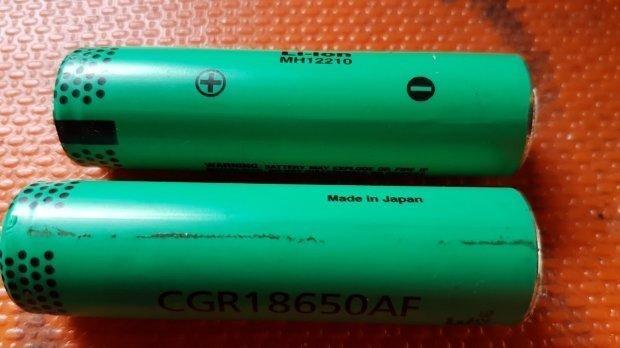 Li-ion
MH12210
WARNING: BATTERY MAY EXPLODE OR FIRE IF
Made in Japan
CGR18650AF